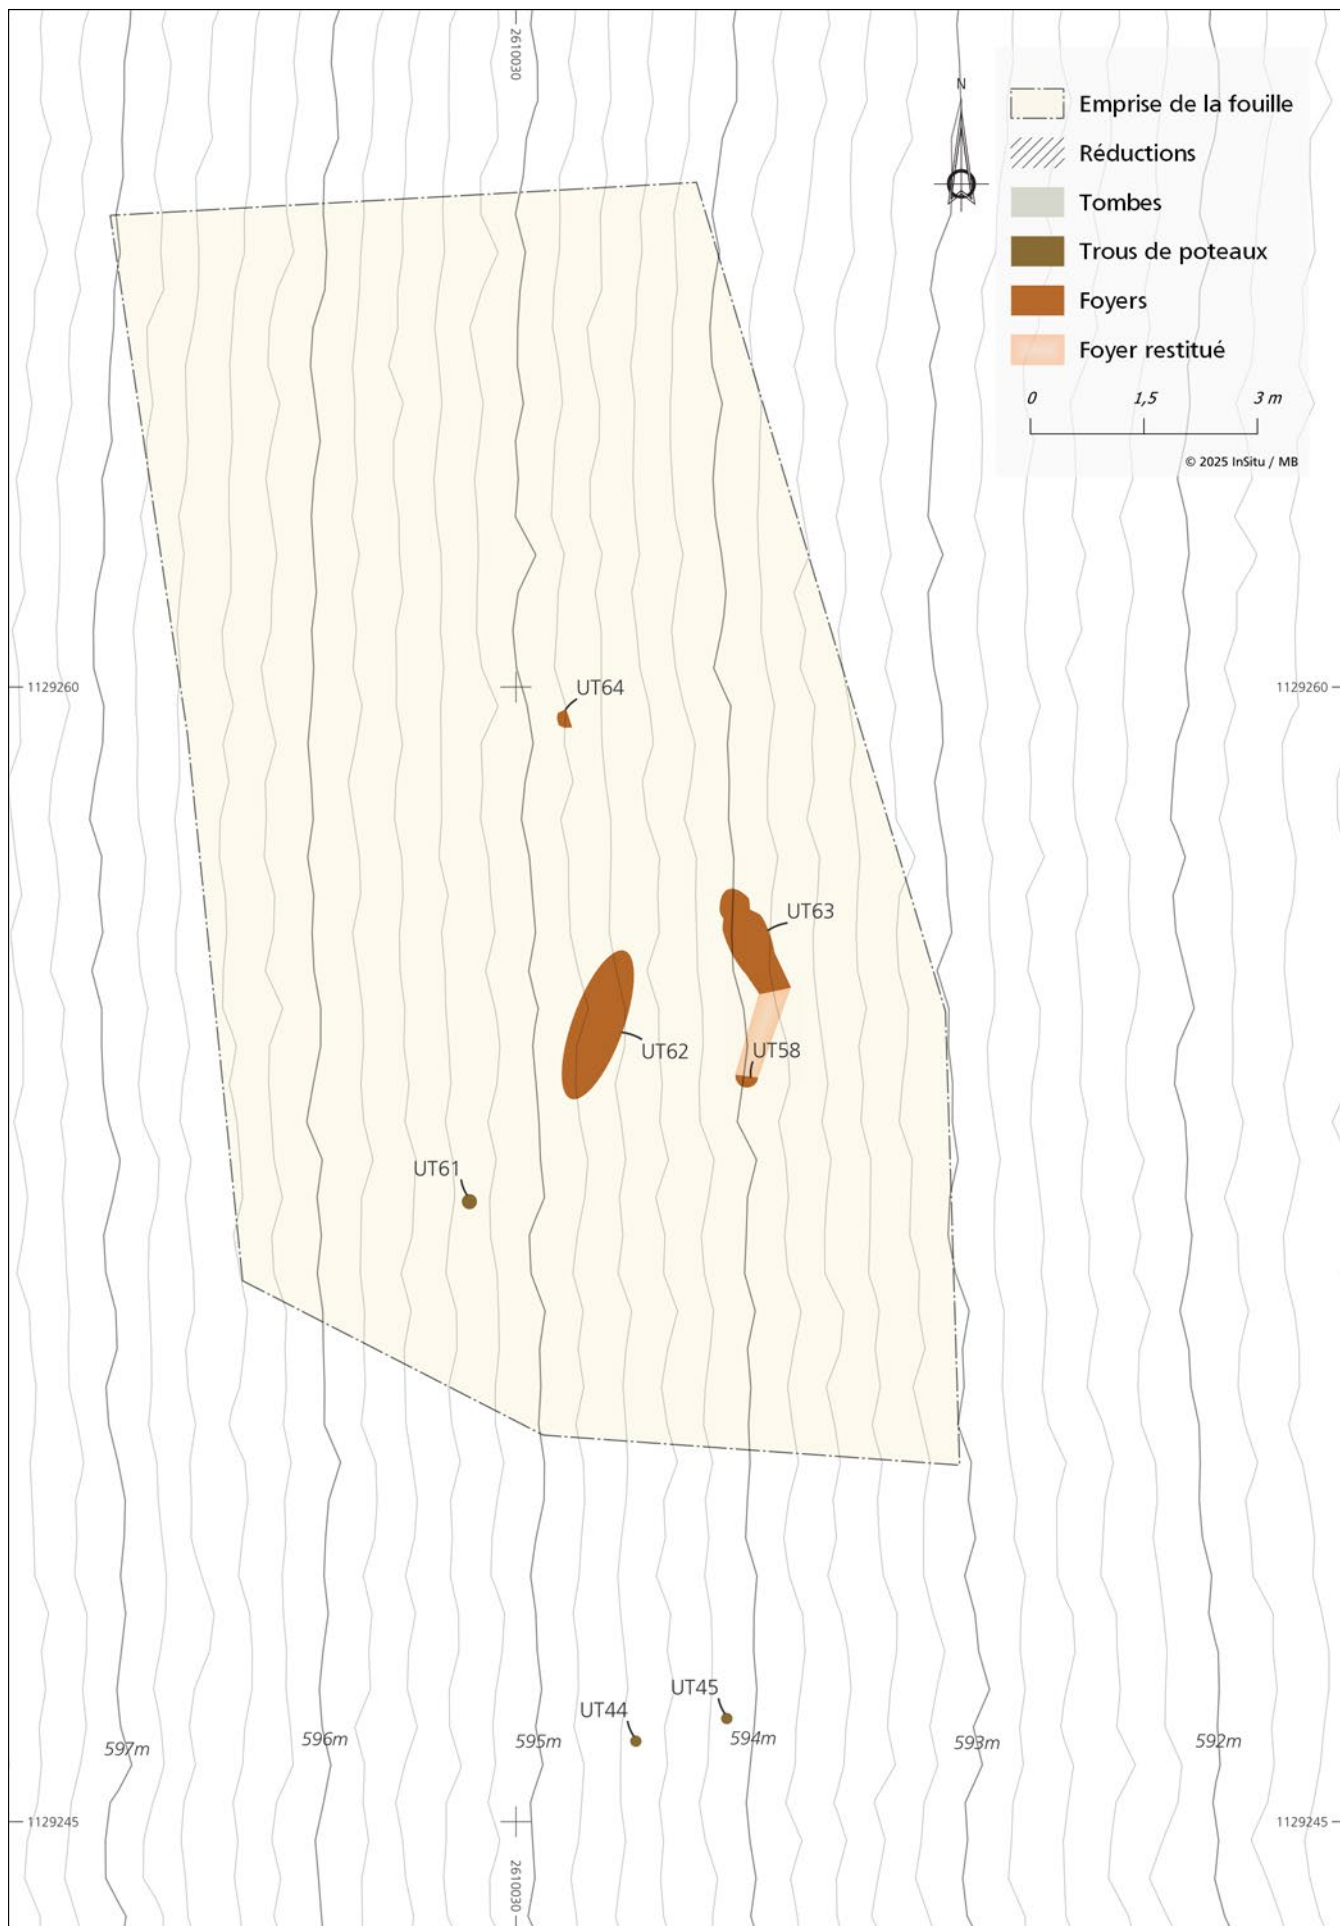 2610030
N
Emprise de la fouille
Réductions
Tombes
Trous de poteaux
Foyers
Foyer restitué
0 1,5 3 m
© 2025 InSitu / MB
1129260
UT64
1129260
UT63
UT62
UT58
UT61
UT45
UT44
597m
596m
595m
594m
593m
592m
1129245
1129245
2610030